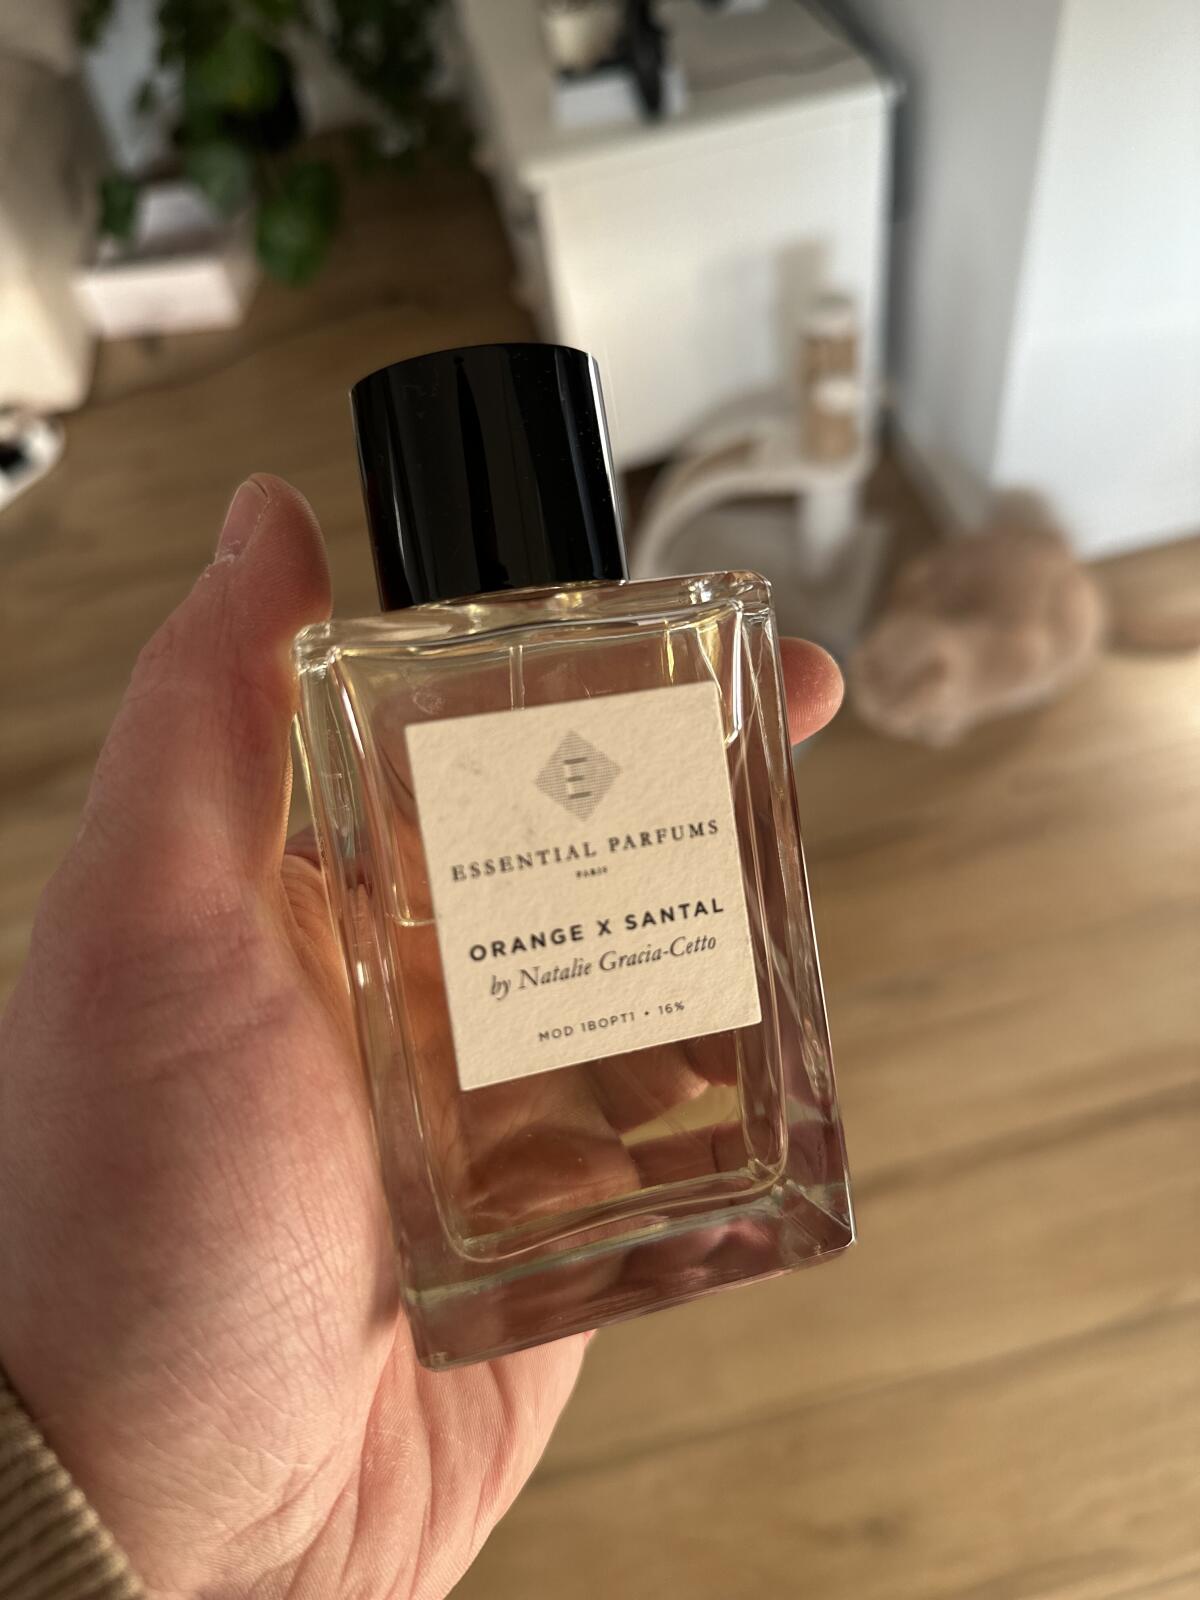 E
ESSENTIAL PARFUMS
PARIS
ORANGE X SANTAL
by Natalie Gracia-Cetto
MOD 1BOPT1 • 16%